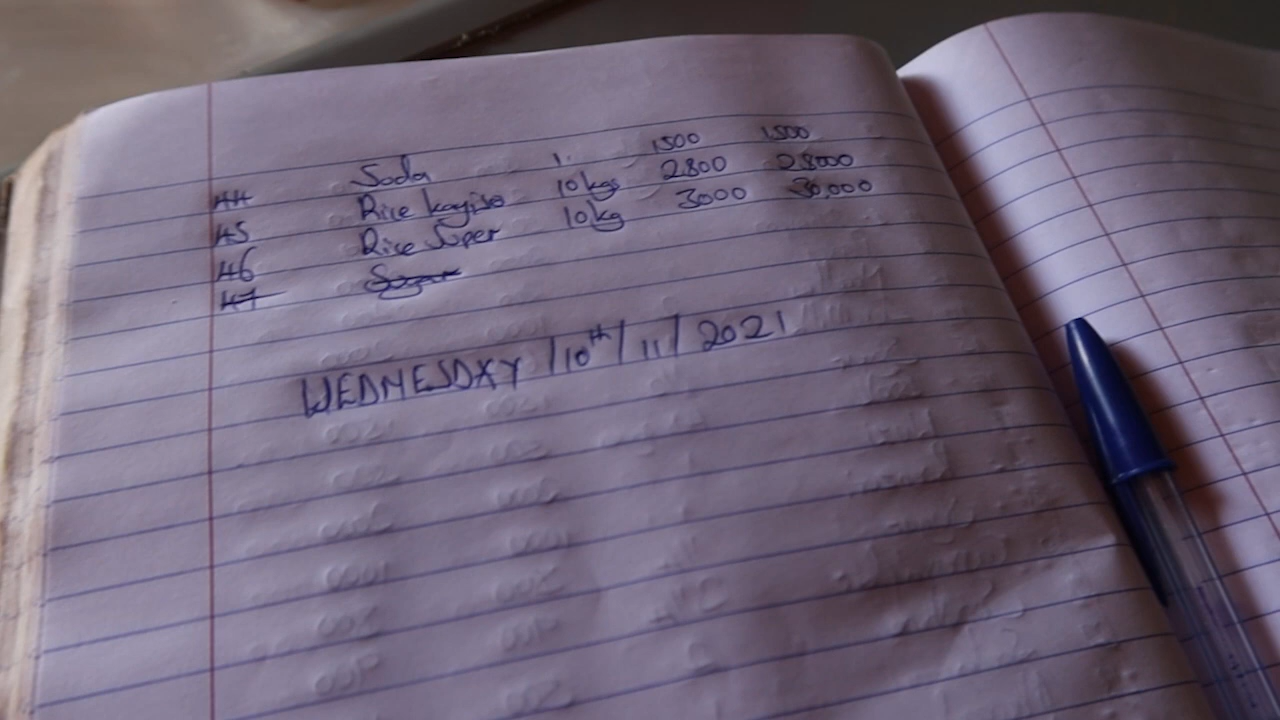 44 Soda 1. 1500 1500
45 Rice kayiso 10kgs 2800 28000
46 Rice Super 10kg 3000 30,000
47 Sugar
WEDNESDAY /10th/ 11/ 2021